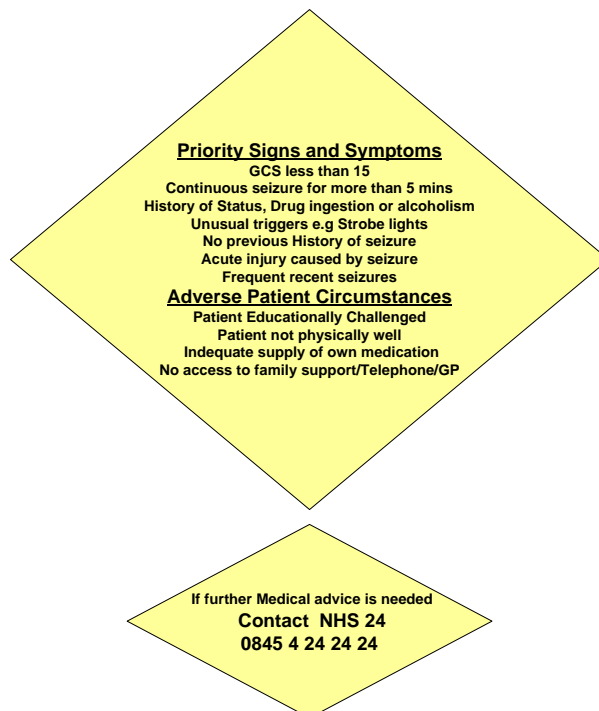 Priority Signs and Symptoms
GCS less than 15
Continuous seizure for more than 5 mins
History of Status, Drug ingestion or alcoholism
Unusual triggers e.g Strobe lights
No previous History of seizure
Acute injury caused by seizure
Frequent recent seizures
Adverse Patient Circumstances
Patient Educationally Challenged
Patient not physically well
Indequate supply of own medication
No access to family support/Telephone/GP
If further Medical advice is needed
Contact NHS 24
0845 4 24 24 24